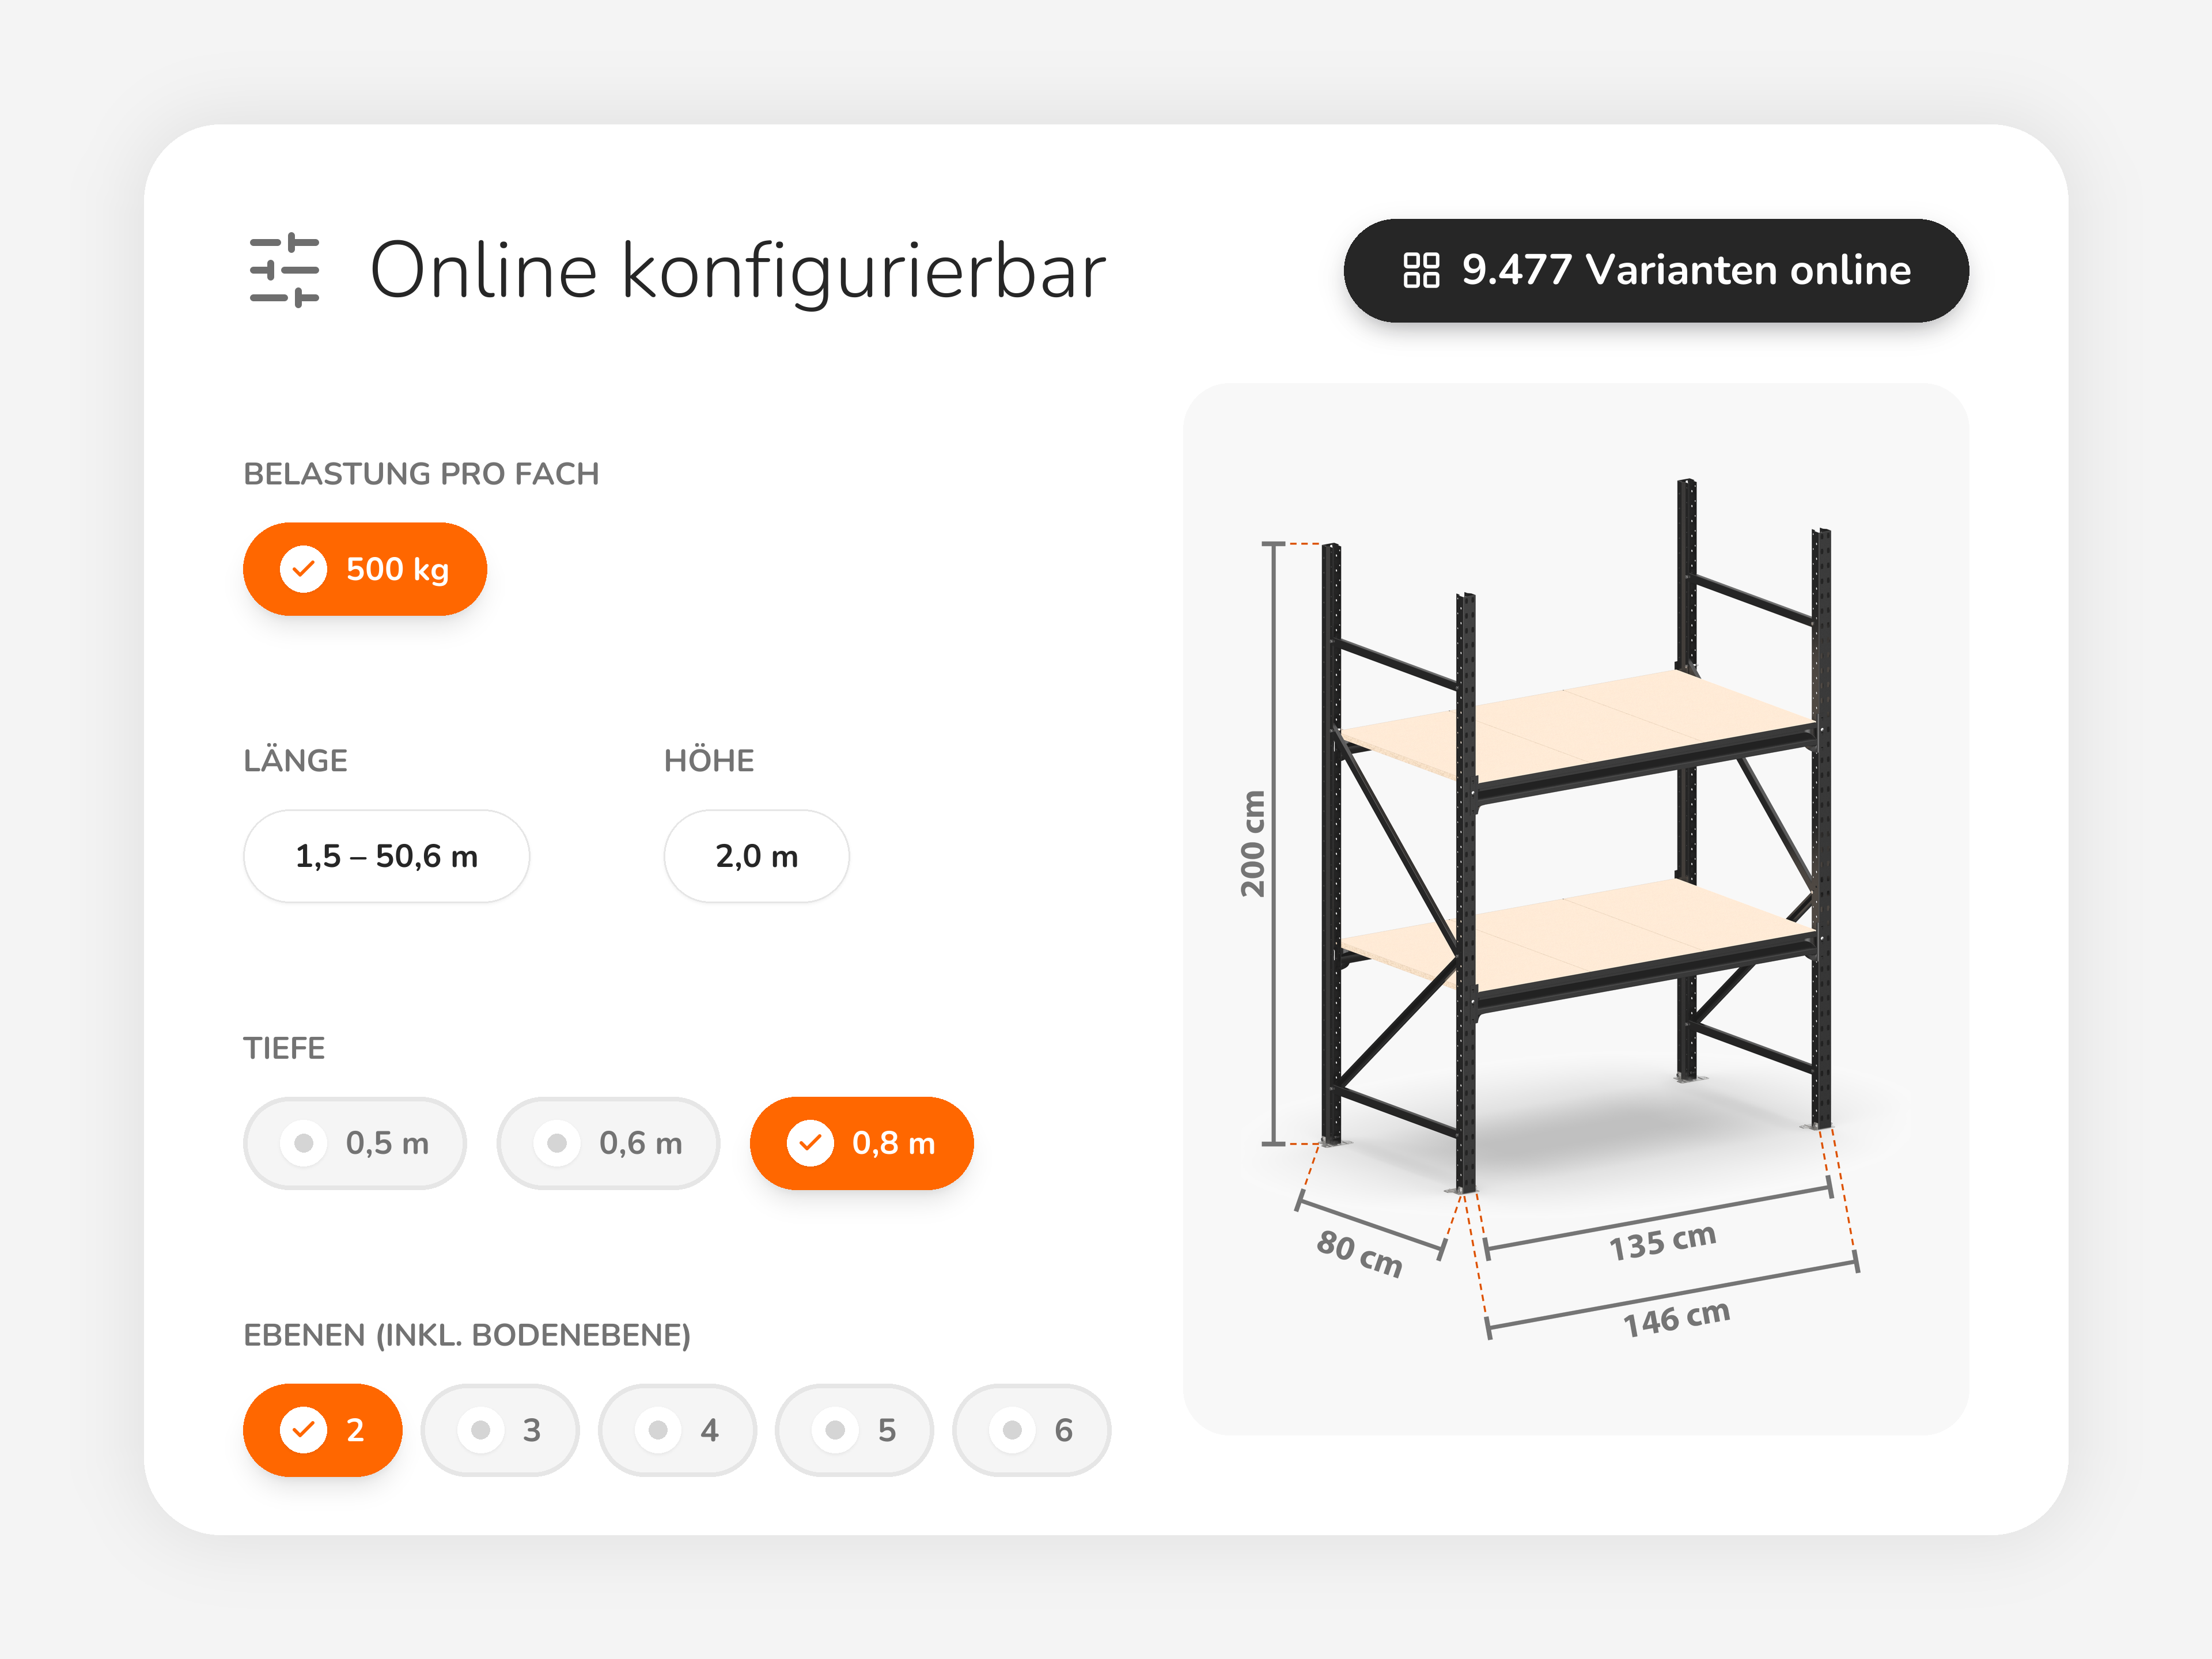 Online konfigurierbar
9.477 Varianten online
BELASTUNG PRO FACH
500 kg
LÄNGE
HÖHE
1,5 – 50,6 m
2,0 m
TIEFE
0,5 m
0,6 m
0,8 m
EBENEN (INKL. BODENEBENE)
2
3
4
5
6
200 cm
80 cm
135 cm
146 cm